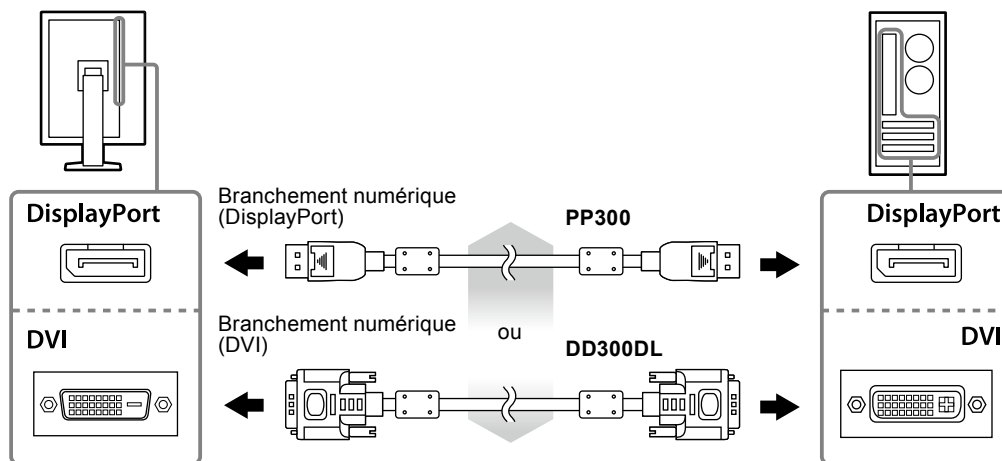 DisplayPort
Branchement numérique
(DisplayPort)
PP300
DisplayPort
ou
DVI
Branchement numérique
(DVI)
DD300DL
DVI